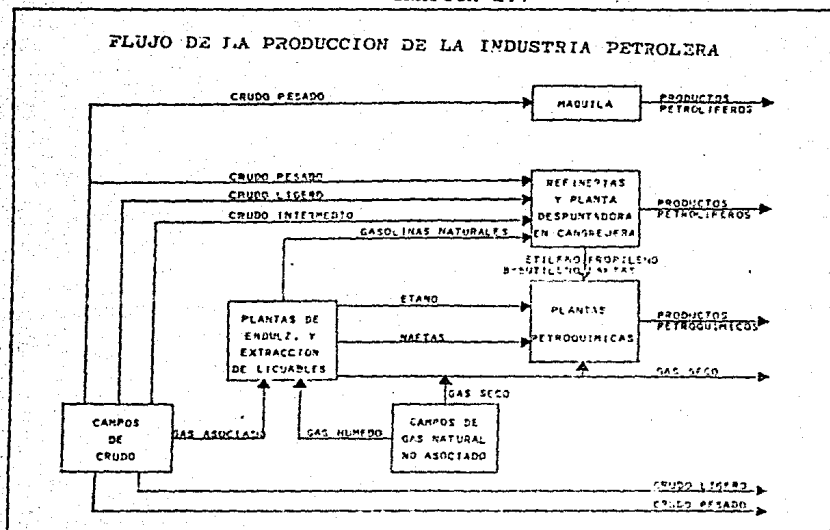 FLUJO DE LA PRODUCCION DE LA INDUSTRIA PETROLERA
CRUDO PESADO
MAQUILA
PRODUCTOS
PETROLIFEROS
CRUDO PESADO
CRUDO LIGERO
CRUDO INTERMEDIO
GASOLINAS NATURALES
REFINERIAS
Y PLANTA
DESPUNTADORA
EN CANGREJERA
PRODUCTOS
PETROLIFEROS
ETILENO PROPILENO
PLANTAS DE
ENDULZ. Y
EXTRACCION
DE LICUABLES
ETANO
NAFTAS
PLANTAS
PETROQUIMICAS
PRODUCTOS
PETROQUIMICOS
GAS SECO
GAS SECO
CAMPOS
DE
CRUDO
GAS ASOCIADO
GAS HUMEDO
CAMPOS DE
GAS NATURAL
NO ASOCIADO
CRUDO LIGERO
CRUDO PESADO